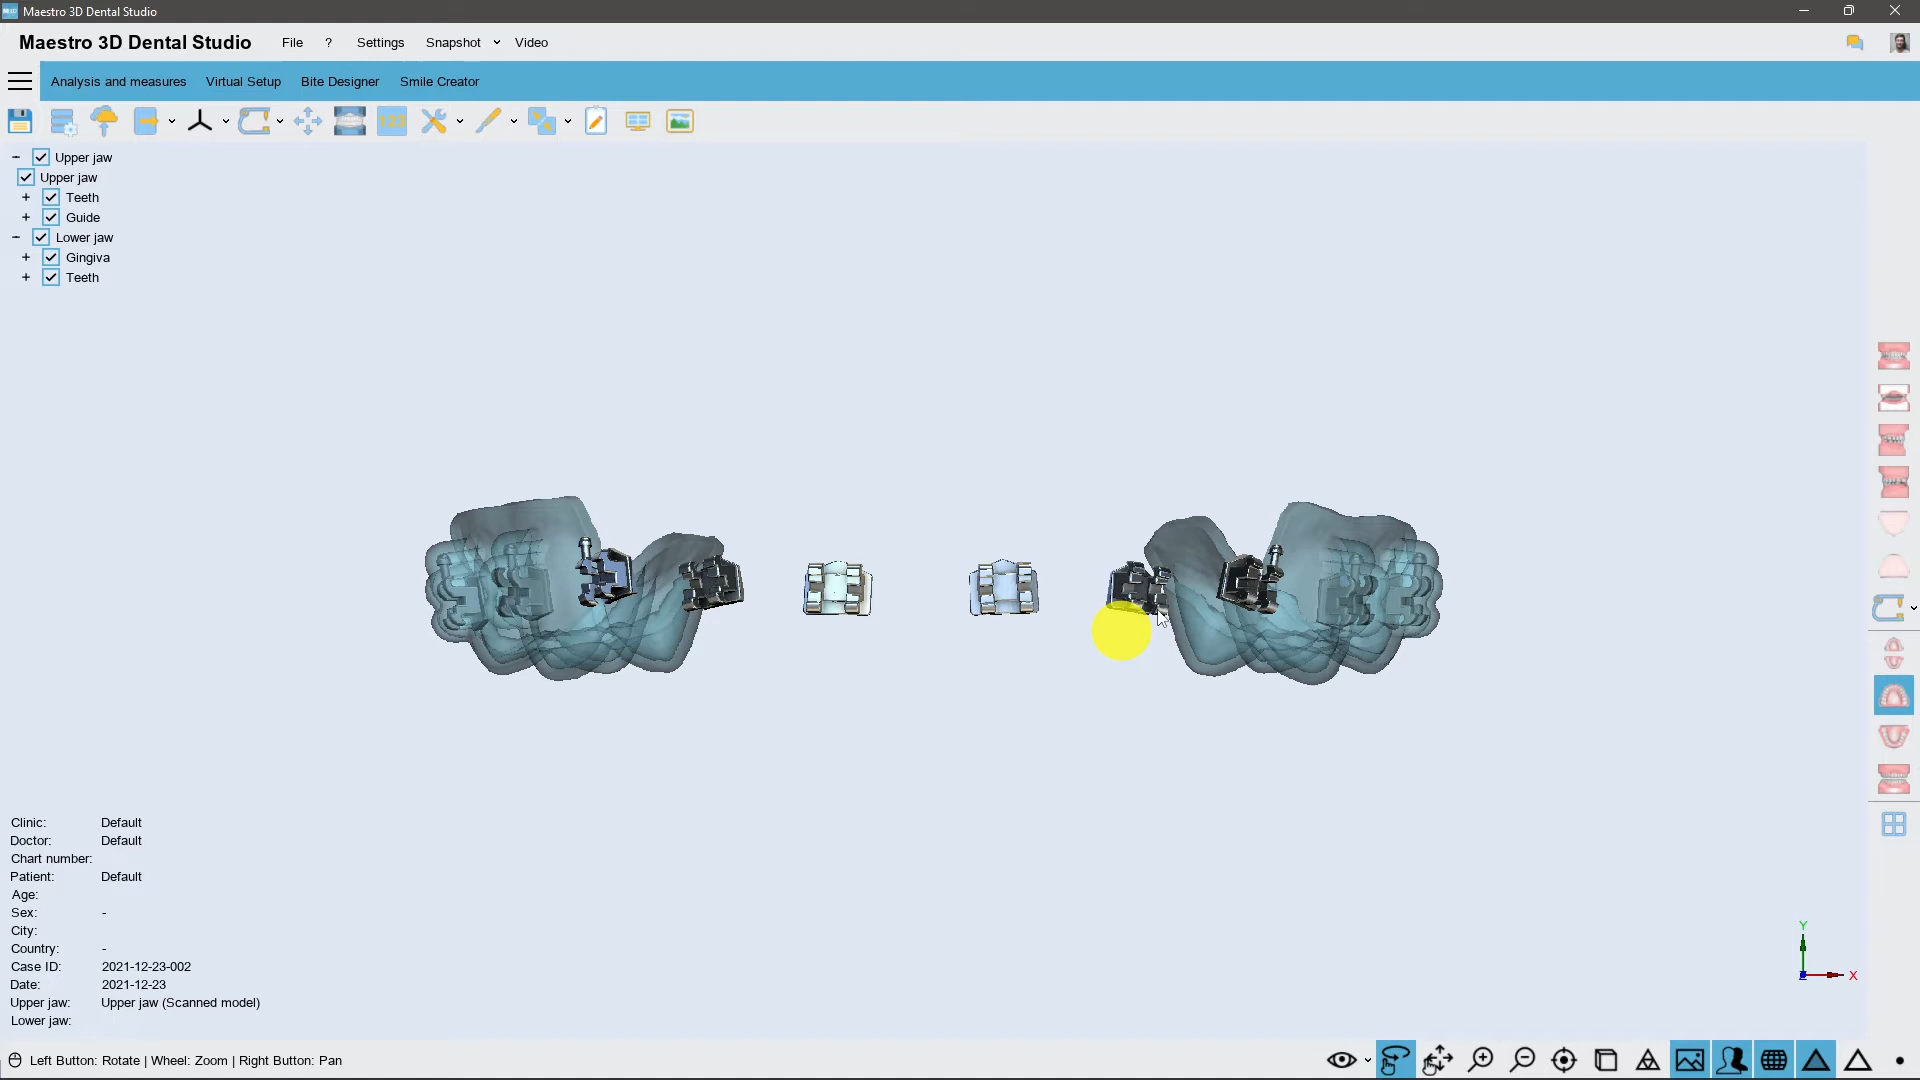 Maestro 3D Dental Studio
Maestro 3D Dental Studio File ? Settings Snapshot Video
Analysis and measures Virtual Setup Bite Designer Smile Creator
123
Upper jaw
Upper jaw
Teeth
Guide
Lower jaw
Gingiva
Teeth
Clinic: Default
Doctor: Default
Chart number:
Patient: Default
Age:
Sex: -
City:
Country: -
Case ID: 2021-12-23-002
Date: 2021-12-23
Upper jaw: Upper jaw (Scanned model)
Lower jaw:
Y
X
Z
Left Button: Rotate | Wheel: Zoom | Right Button: Pan